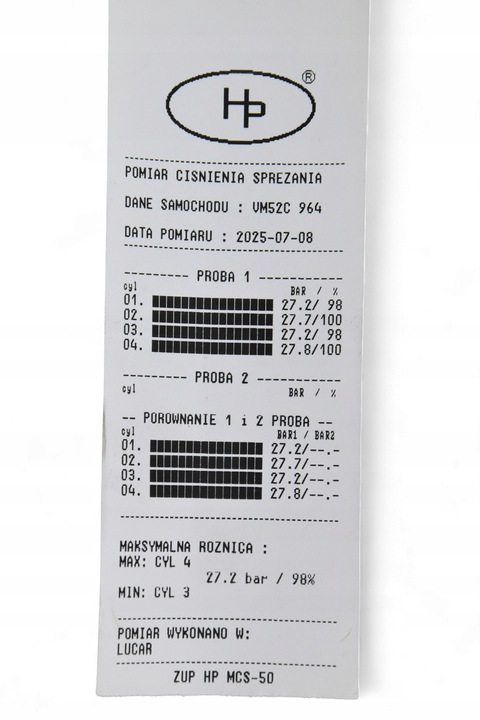 Hp ®
POMIAR CISNIENIA SPREZANIA
DANE SAMOCHODU : VM52C 964
DATA POMIARU : 2025-07-08
--------- PROBA 1 ------------
cyl BAR / %
01. 27.2/ 98
02. 27.7/100
03. 27.2/ 98
04. 27.8/100
--------- PROBA 2 ------------
cyl BAR / %
-- POROWNANIE 1 i 2 PROBA --
cyl BAR1 / BAR2
01. 27.2/--.-
02. 27.7/--.-
03. 27.2/--.-
04. 27.8/--.-
MAKSYMALNA ROZNICA :
MAX: CYL 4
27.2 bar / 98%
MIN: CYL 3
POMIAR WYKONANO W:
LUCAR
ZUP HP MCS-50